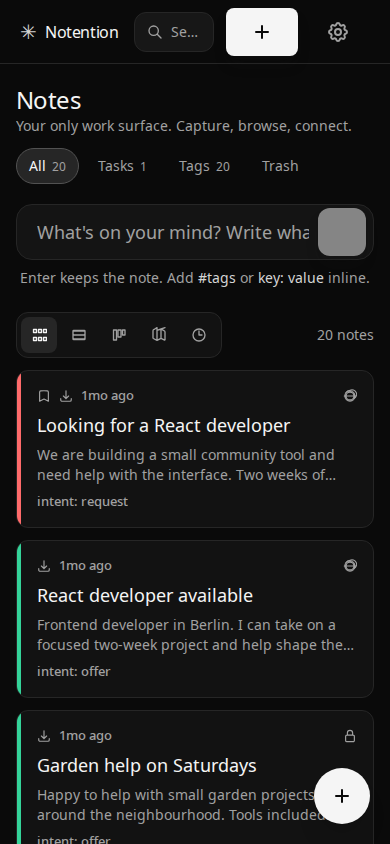 Notention
Se...
Notes
Your only work surface. Capture, browse, connect.
All 20
Tasks 1
Tags 20
Trash
What's on your mind? Write wha
Enter keeps the note. Add #tags or key: value inline.
20 notes
1mo ago
Looking for a React developer
We are building a small community tool and
need help with the interface. Two weeks of...
intent: request
1mo ago
React developer available
Frontend developer in Berlin. I can take on a
focused two-week project and help shape the...
intent: offer
1mo ago
Garden help on Saturdays
Happy to help with small garden projects
around the neighbourhood. Tools included
intent: offer